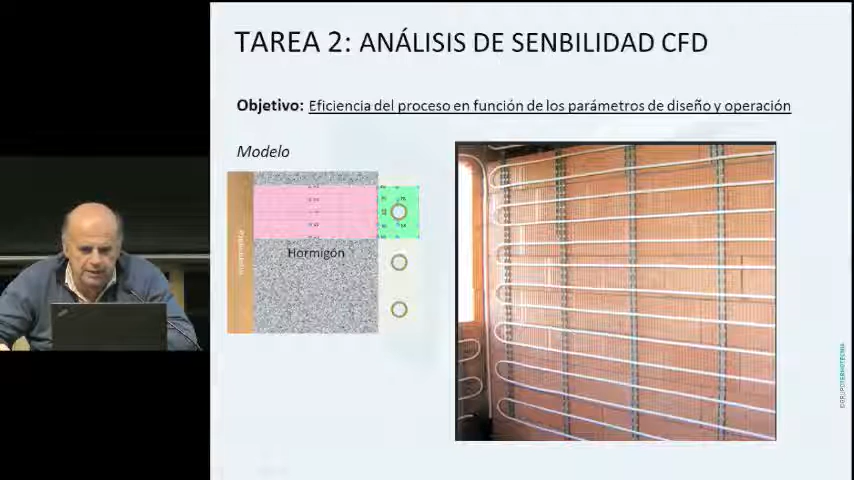 TAREA 2: ANÁLISIS DE SENBILIDAD CFD
Objetivo: Eficiencia del proceso en función de los parámetros de diseño y operación
Modelo
Hormigón
GRUPOTERMOTECNIA